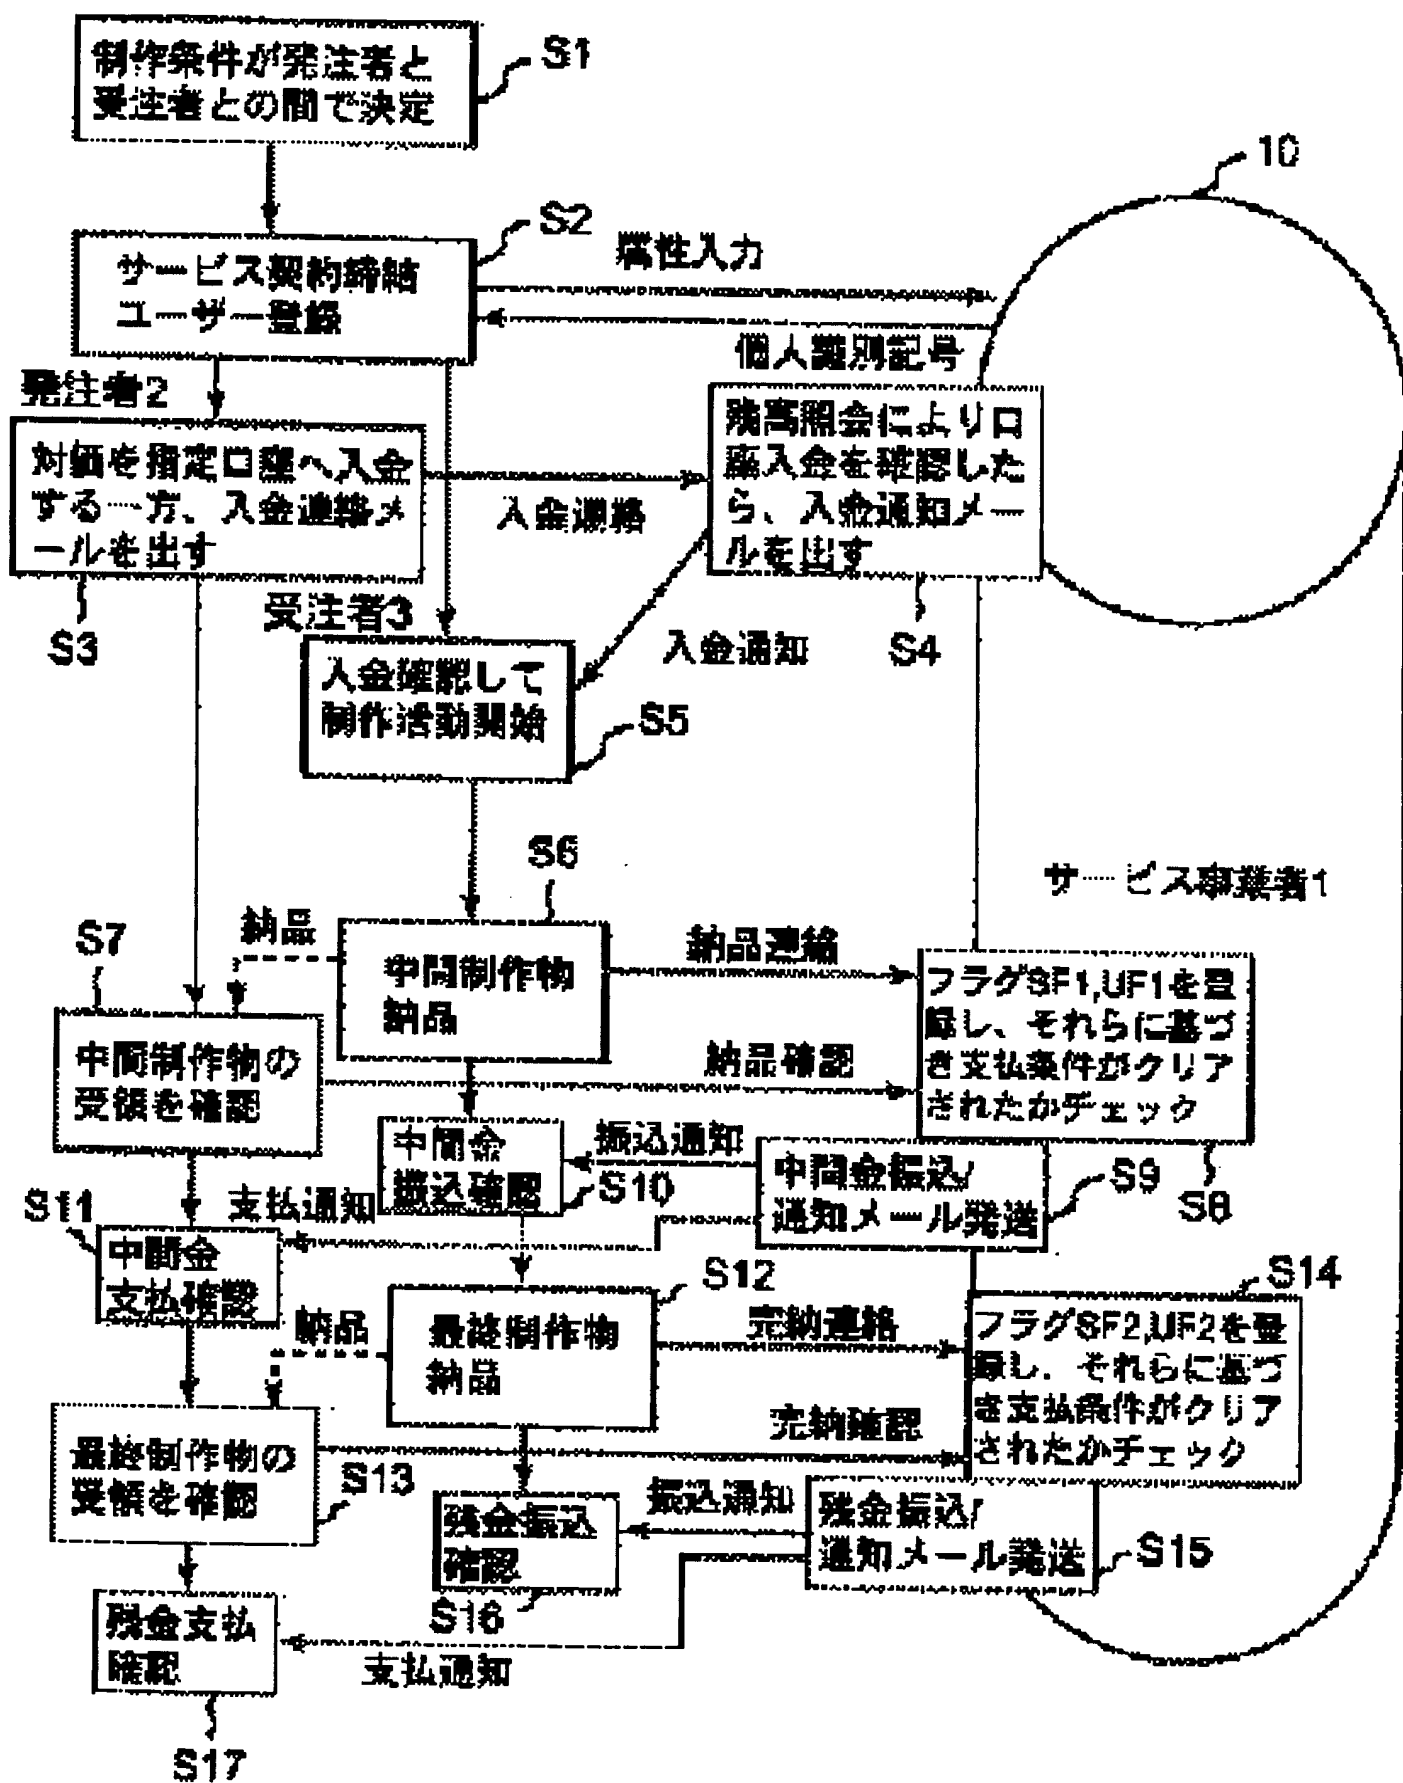 制作条件が発注者と
受注者との間で決定
S1
10
S2
サービス契約締結
ユーザー登録
属性入力
個人識別記号
発注者2
対価を指定口座へ入金
する一方、入金連絡メ
ールを出す
S3
入金連絡
残高照会により口
座入金を確認した
ら、入金通知メー
ルを出す
S4
受注者3
入金通知
入金確認して
制作活動開始
S5
S6
サービス事業者1
S7
納品
中間制作物
納品
納品連絡
フラグSF1,UF1を登
録し、それらに基づ
き支払条件がクリア
されたかチェック
中間制作物の
受領を確認
納品確認
中間金
振込確認
振込通知
中間金振込/
通知メール発送
S9
S8
S10
S11
支払通知
中間金
支払確認
S12
S14
納品
最終制作物
納品
完納連絡
フラグSF2,UF2を登
録し、それらに基づ
き支払条件がクリア
されたかチェック
完納確認
最終制作物の
受領を確認
S13
残金振込
確認
振込通知
残金振込/
通知メール発送
S15
S16
残金支払
確認
支払通知
S17